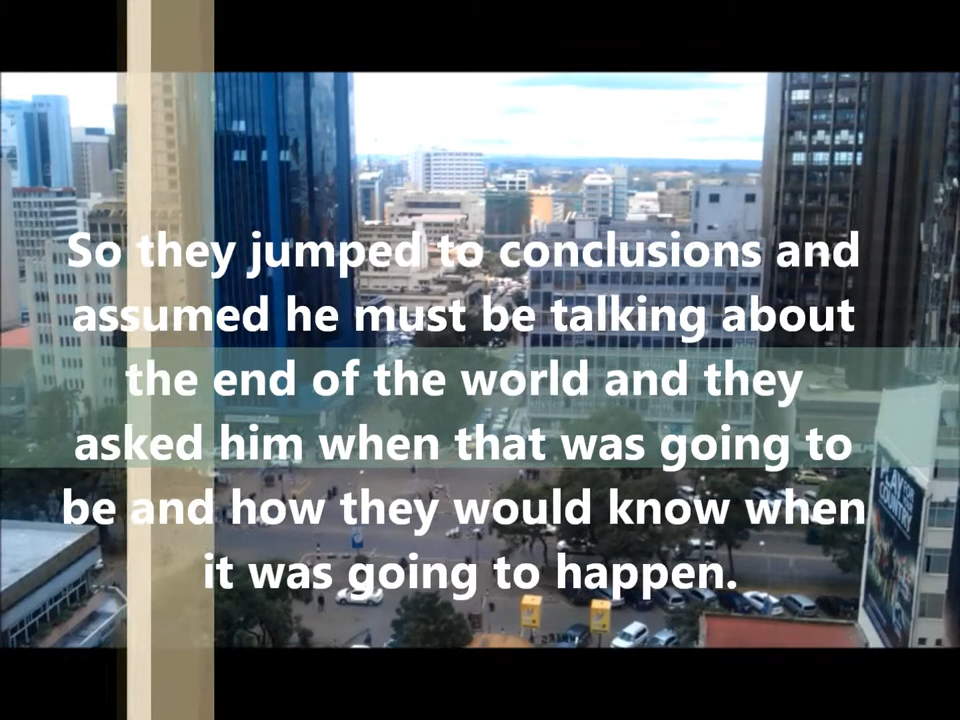 So they jumped to conclusions and
assumed he must be talking about
the end of the world and they
asked him when that was going to
be and how they would know when
it was going to happen.
COUNTRY